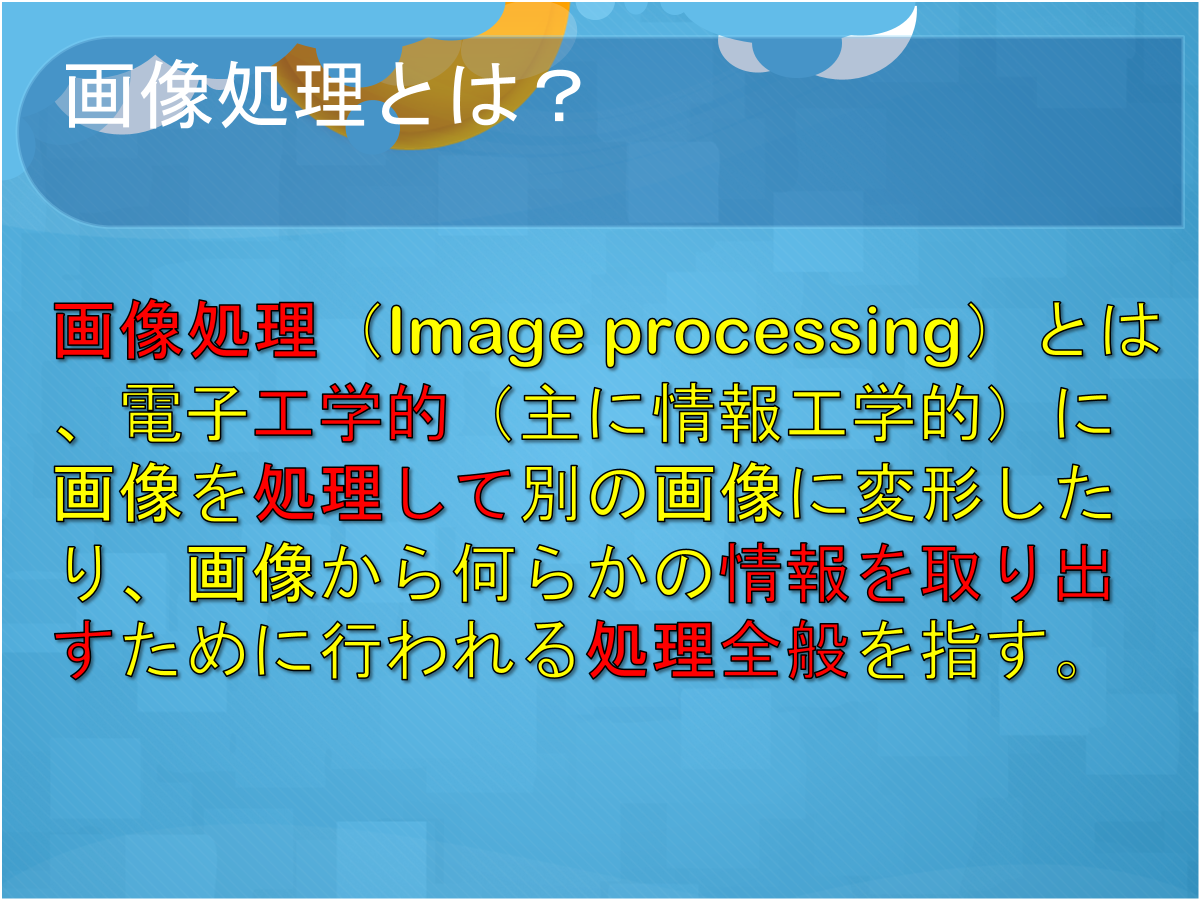 画像処理とは？
画像処理（Image processing）とは
、電子工学的（主に情報工学的）に
画像を処理して別の画像に変形した
り、画像から何らかの情報を取り出
すために行われる処理全般を指す。